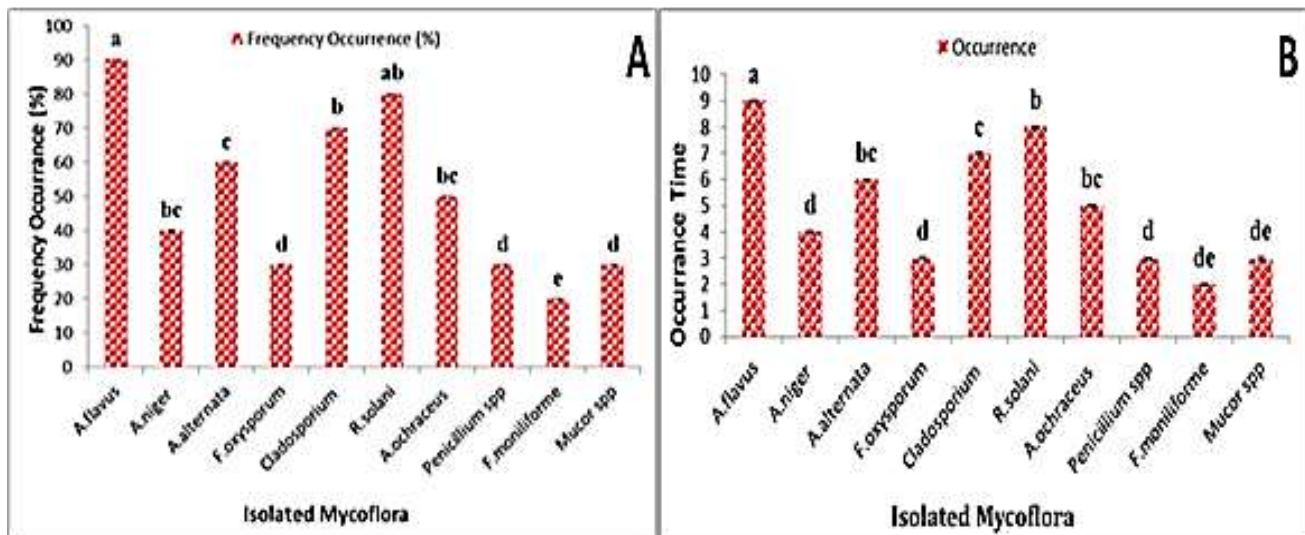 Frequency Occurrence (%)
A
Frequency Occurrance (%)
100
90
80
70
60
50
40
30
20
10
0
a
bc
c
d
b
ab
bc
d
e
d
A.flavus
A.niger
A.alternata
F.oxysporum
Cladosporium
R.solani
A.ochraceus
Penicillium spp
F.moniliforme
Mucor spp
Isolated Mycoflora
Occurrence
B
Occurrance Time
10
9
8
7
6
5
4
3
2
1
0
a
d
bc
d
c
b
bc
d
de
de
A.flavus
A.niger
A.alternata
F.oxysporum
Cladosporium
R.solani
A.ochraceus
Penicillium spp
F.moniliforme
Mucor spp
Isolated Mycoflora